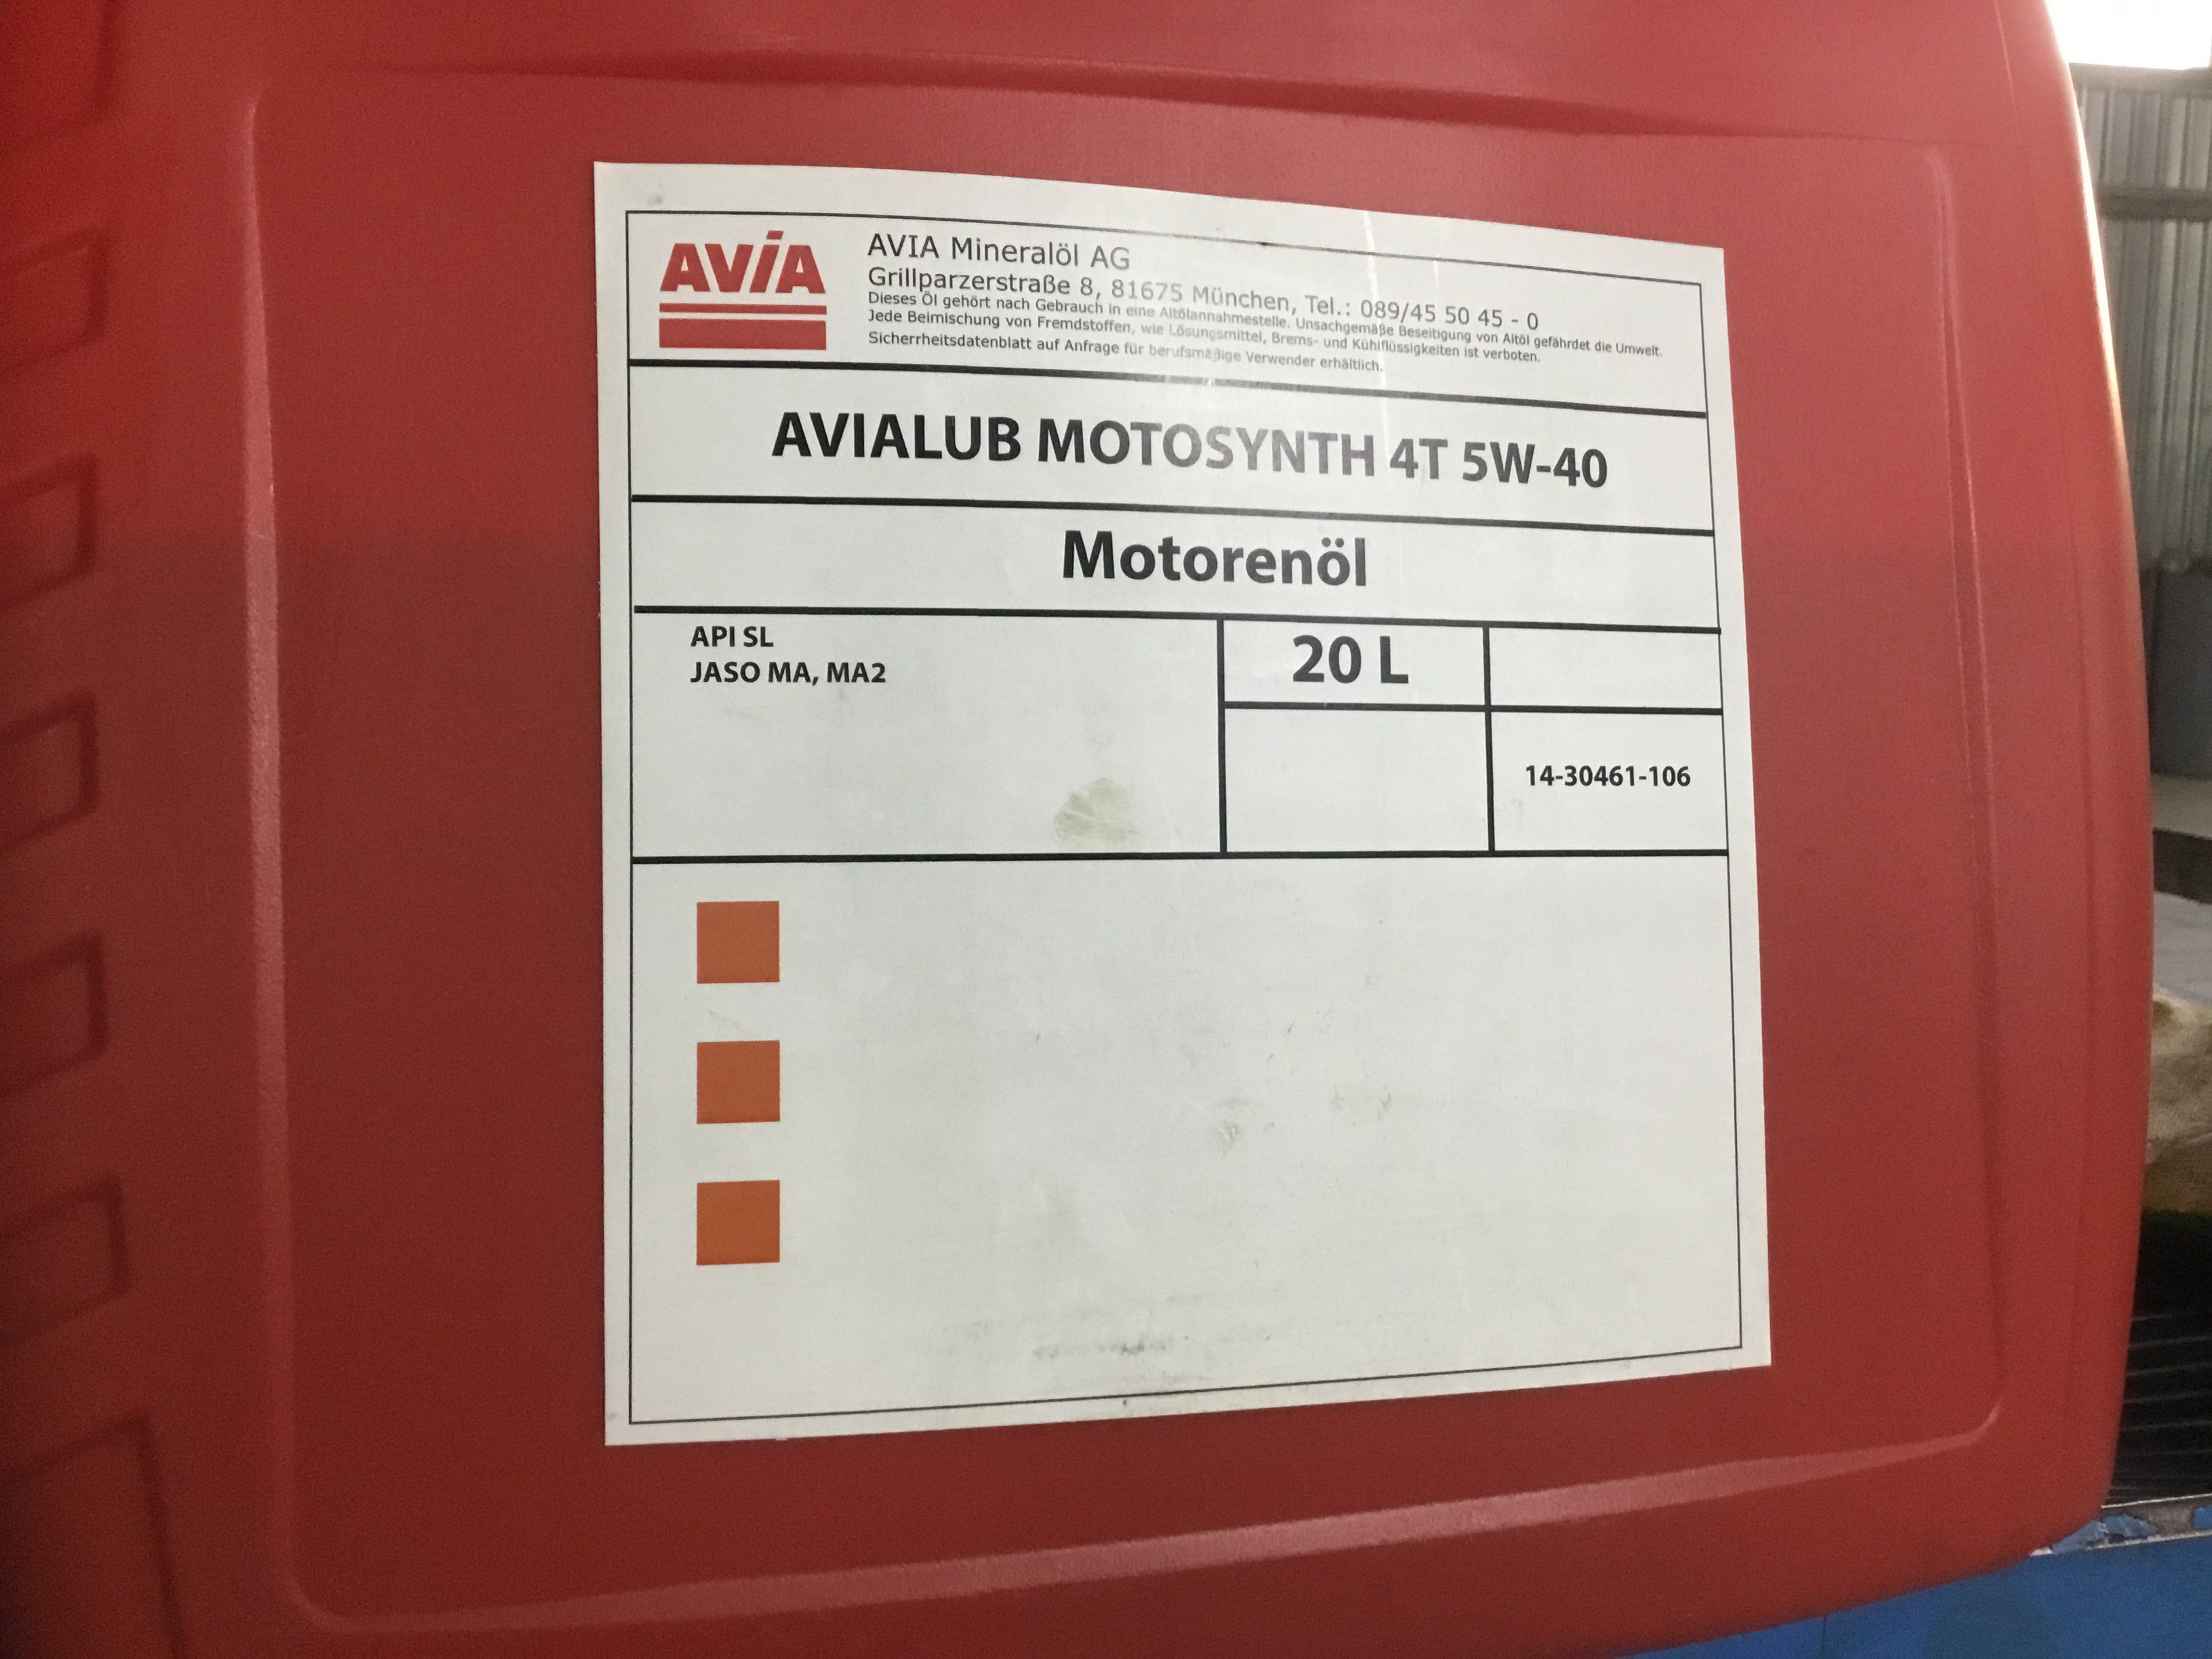 AVIA
AVIA Mineralöl AG
Grillparzerstraße 8, 81675 München, Tel.: 089/45 50 45 - 0
Dieses Öl gehört nach Gebrauch in eine Altölannahmestelle. Unsachgemäße Beseitigung von Altöl gefährdet die Umwelt.
Jede Beimischung von Fremdstoffen, wie Lösungsmittel, Brems- und Kühlflüssigkeiten ist verboten.
Sicherrheitsdatenblatt auf Anfrage für berufsmäßige Verwender erhältlich.
AVIALUB MOTOSYNTH 4T 5W-40
Motorenöl
API SL
JASO MA, MA2
20 L
14-30461-106